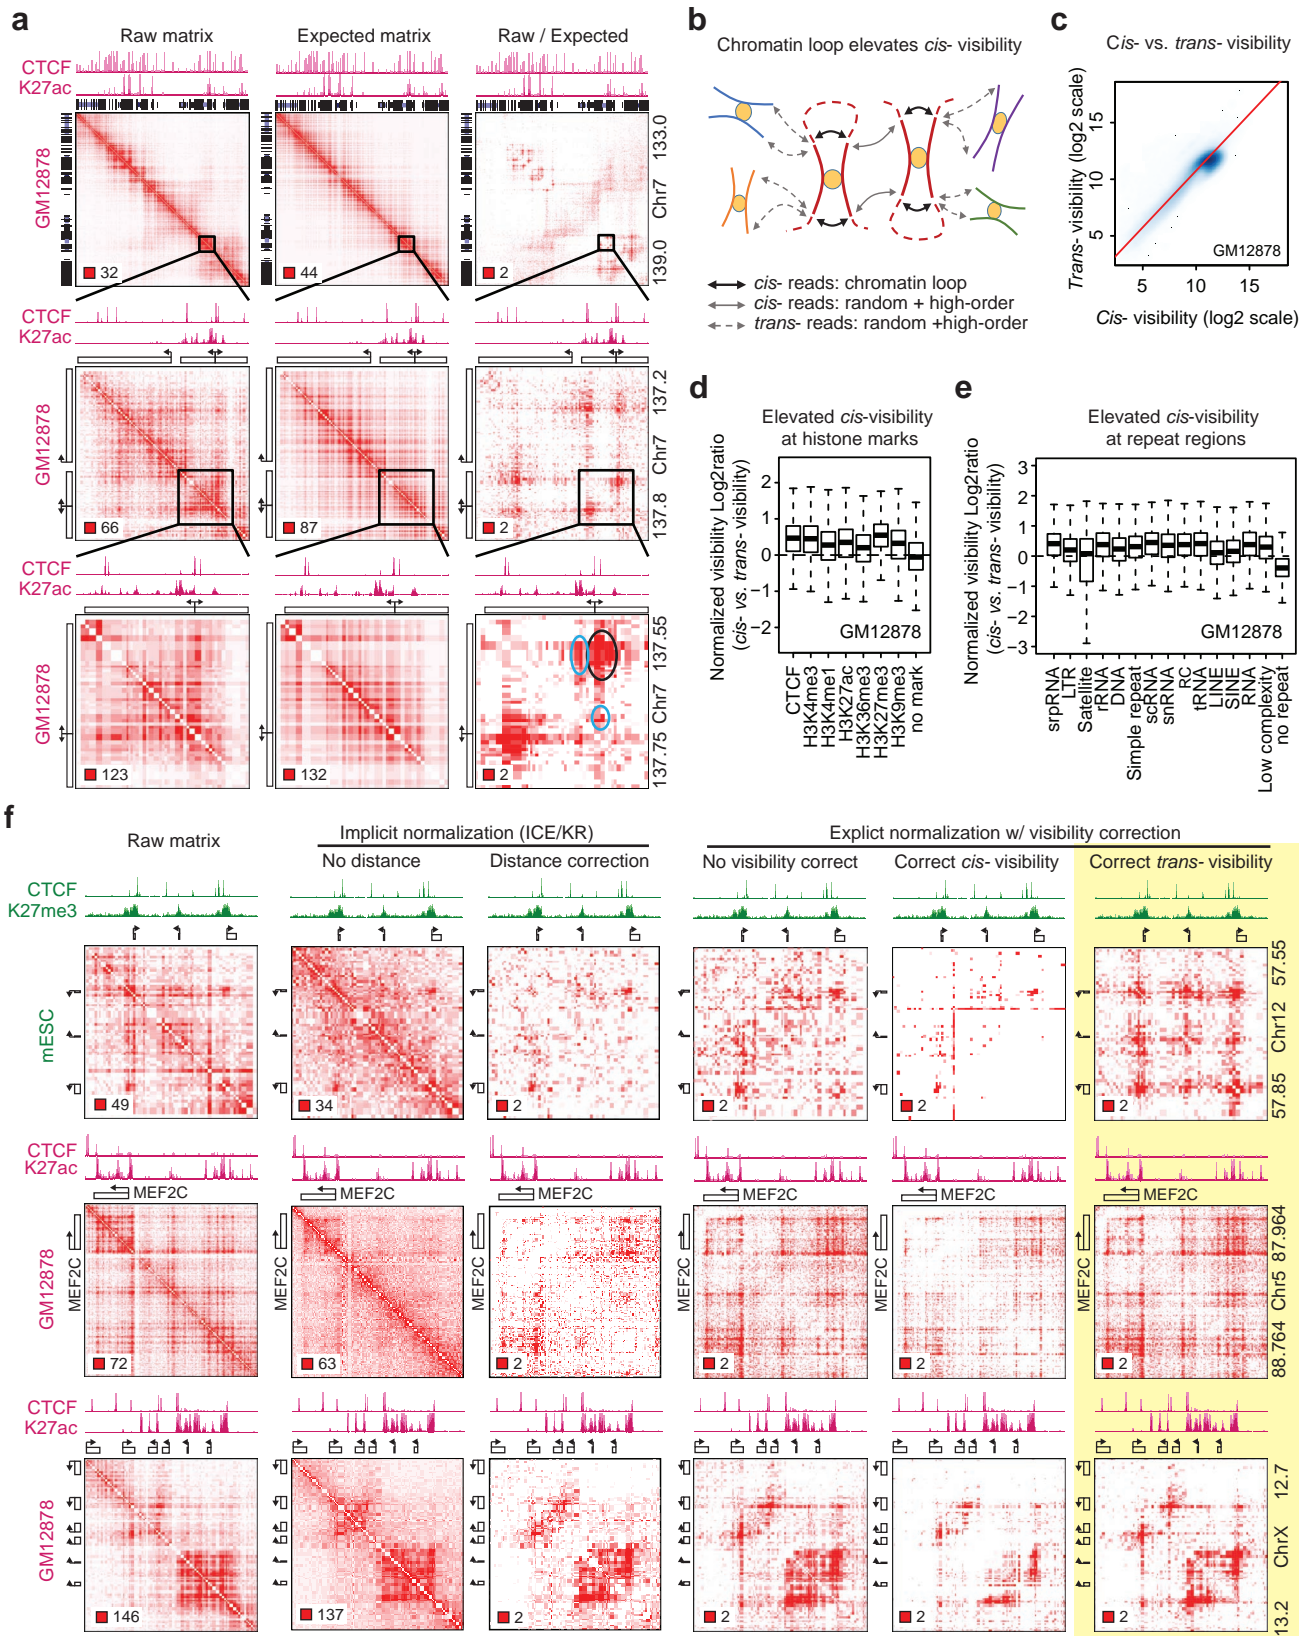 a
Raw matrix
Expected matrix
Raw / Expected
CTCF
K27ac
GM12878
32
44
2
133.0
Chr7
139.0
CTCF
K27ac
GM12878
66
87
2
137.2
Chr7
137.8
CTCF
K27ac
GM12878
123
132
2
137.55
Chr7
137.75
b
Chromatin loop elevates cis- visibility
cis- reads: chromatin loop
cis- reads: random + high-order
trans- reads: random +high-order
c
Cis- vs. trans- visibility
Trans- visibility (log2 scale)
15
10
5
GM12878
5
10
15
Cis- visibility (log2 scale)
d
Elevated cis-visibility
at histone marks
Normalized visibility Log2ratio
(cis- vs. trans- visibility)
2
1
0
−1
−2
GM12878
CTCF
H3K4me3
H3K4me1
H3K27ac
H3K36me3
H3K27me3
H3K9me3
no mark
e
Elevated cis-visibility
at repeat regions
Normalized visibility Log2ratio
(cis- vs. trans- visibility)
3
2
1
0
−1
−2
−3
GM12878
srpRNA
LTR
Satellite
rRNA
DNA
Simple repeat
scRNA
snRNA
RC
tRNA
LINE
SINE
RNA
Low complexity
no repeat
f
Raw matrix
Implicit normalization (ICE/KR)
No distance
Distance correction
Explict normalization w/ visibility correction
No visibility correct
Correct cis- visibility
Correct trans- visibility
CTCF
K27me3
mESC
49
34
2
2
2
2
57.55
Chr12
57.85
CTCF
K27ac
MEF2C
MEF2C
MEF2C
MEF2C
MEF2C
MEF2C
GM12878
MEF2C
MEF2C
MEF2C
MEF2C
MEF2C
MEF2C
72
63
2
2
2
2
87.964
Chr5
88.764
CTCF
K27ac
GM12878
146
137
2
2
2
2
12.7
ChrX
13.2